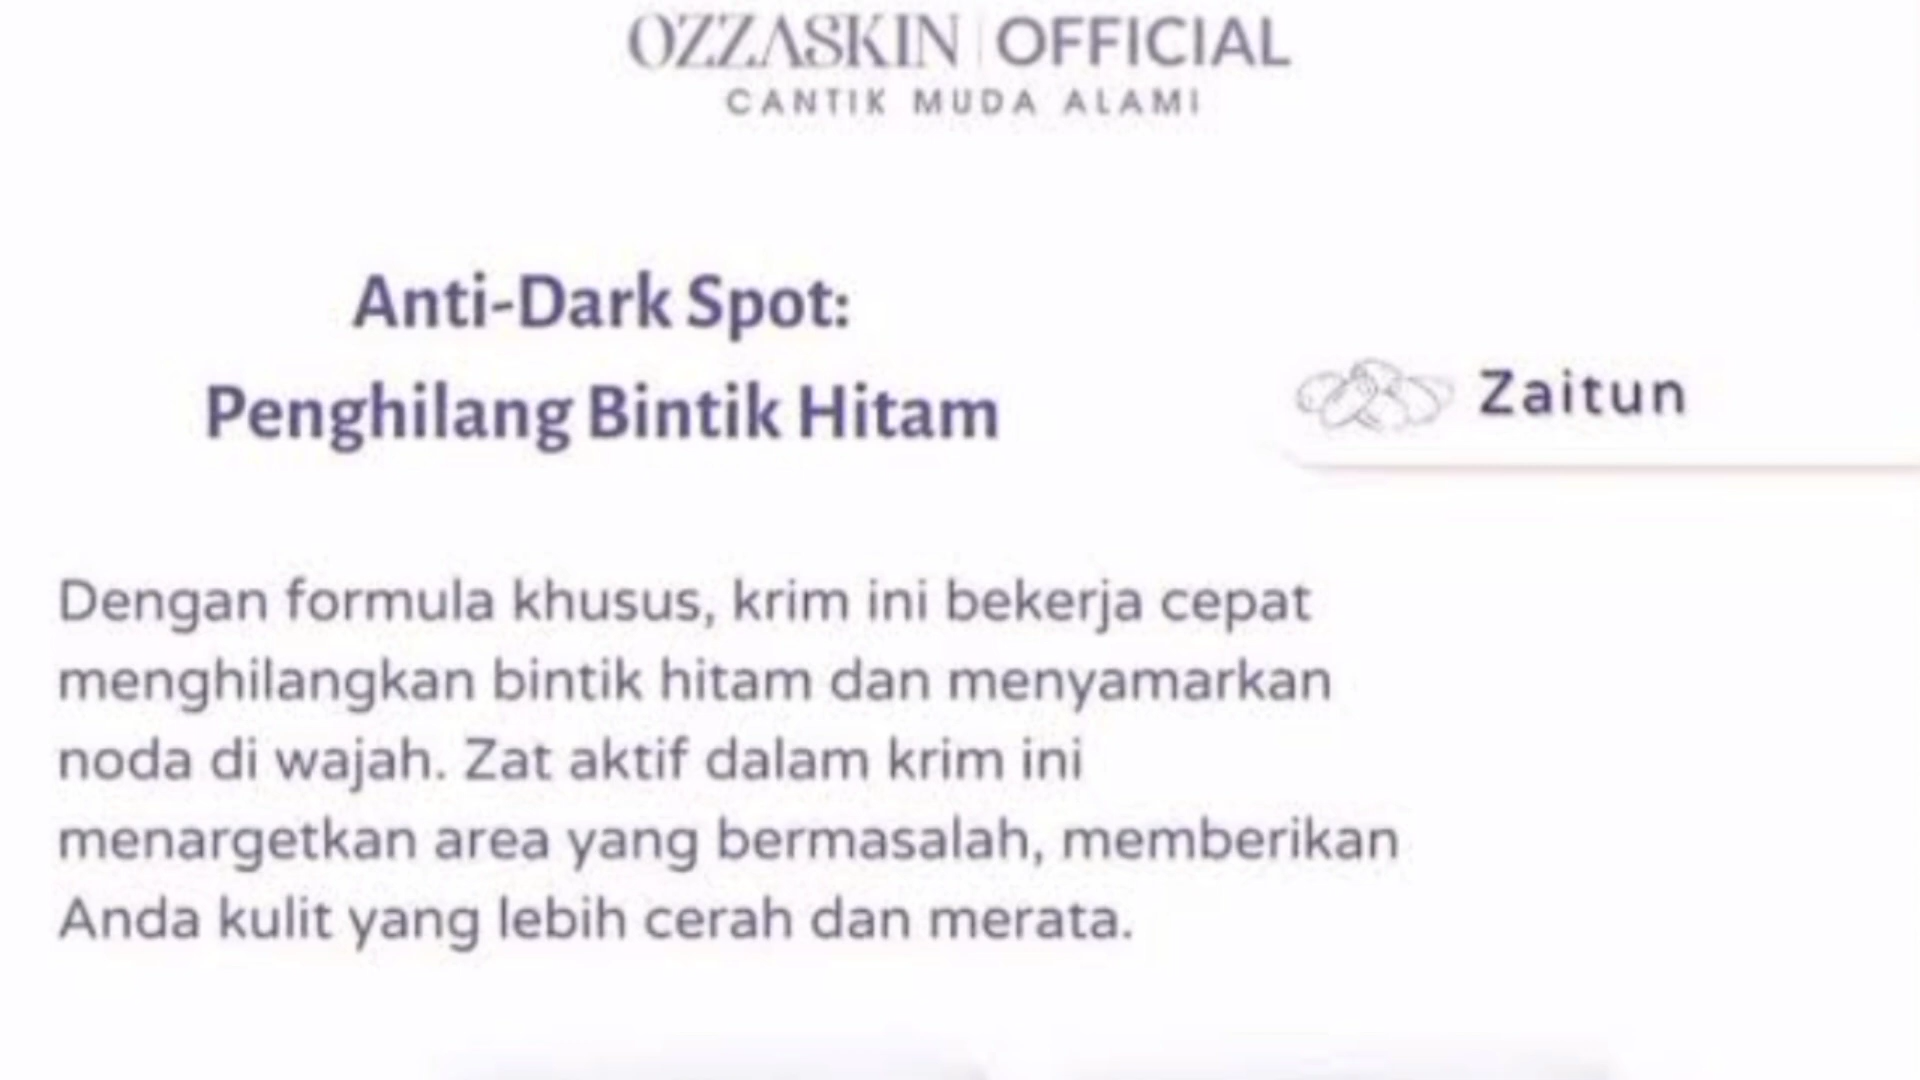 OZZASKIN | OFFICIAL
CANTIK MUDA ALAMI
Anti-Dark Spot:
Penghilang Bintik Hitam
Zaitun
Dengan formula khusus, krim ini bekerja cepat
menghilangkan bintik hitam dan menyamarkan
noda di wajah. Zat aktif dalam krim ini
menargetkan area yang bermasalah, memberikan
Anda kulit yang lebih cerah dan merata.